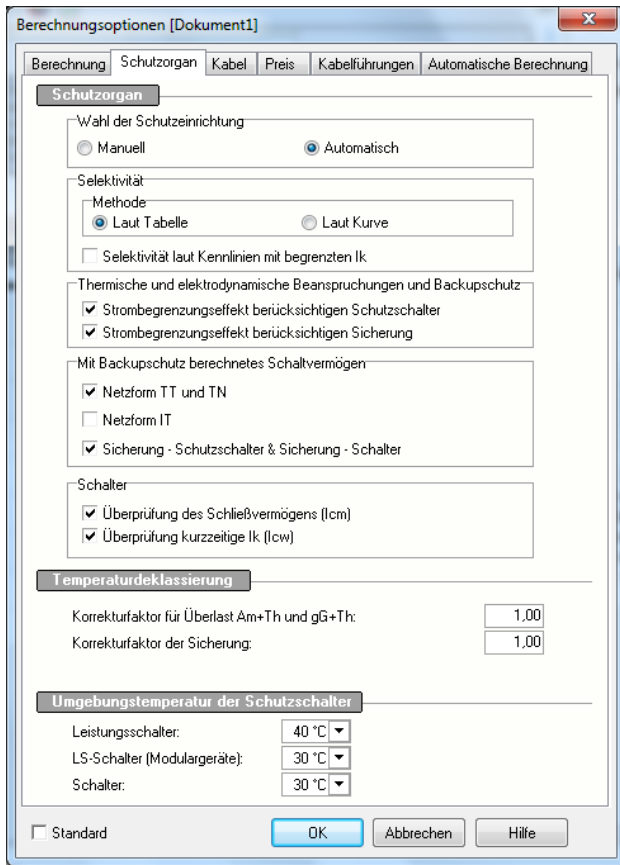 Berechnungsoptionen [Dokument1]
Berechnung Schutzorgan Kabel Preis Kabelführungen Automatische Berechnung
Schutzorgan
Wahl der Schutzeinrichtung
Manuell Automatisch
Selektivität
Methode
Laut Tabelle Laut Kurve
Selektivität laut Kennlinien mit begrenzten Ik
Thermische und elektrodynamische Beanspruchungen und Backupschutz
Strombegrenzungseffekt berücksichtigen Schutzschalter
Strombegrenzungseffekt berücksichtigen Sicherung
Mit Backupschutz berechnetes Schaltvermögen
Netzform TT und TN
Netzform IT
Sicherung - Schutzschalter & Sicherung - Schalter
Schalter
Überprüfung des Schließvermögens (Icm)
Überprüfung kurzzeitige Ik (Icw)
Temperaturdeklassierung
Korrekturfaktor für Überlast Am+Th und gG+Th: 1,00
Korrekturfaktor der Sicherung: 1,00
Umgebungstemperatur der Schutzschalter
Leistungsschalter: 40 °C
LS-Schalter (Modulargeräte): 30 °C
Schalter: 30 °C
Standard OK Abbrechen Hilfe